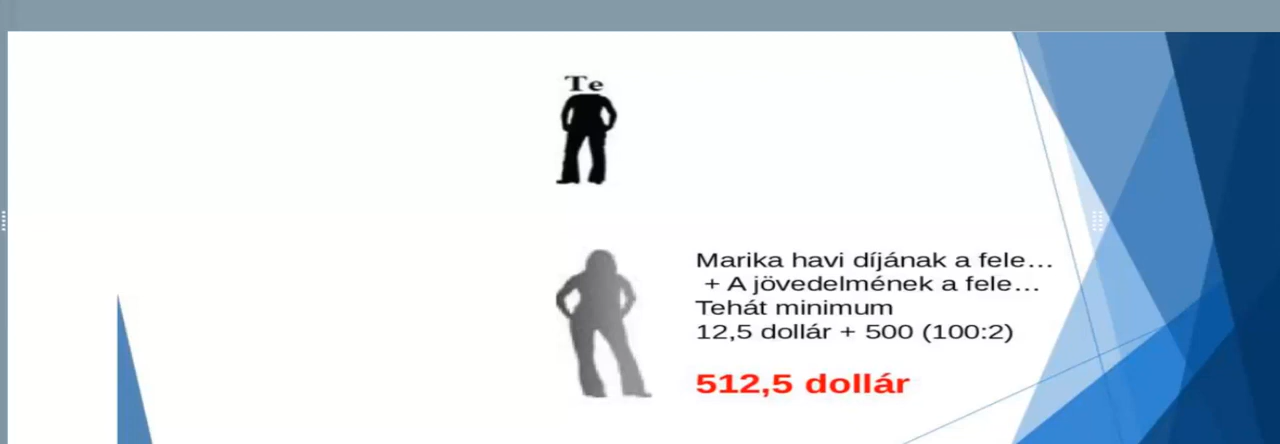 Te
Marika havi díjának a fele…
+ A jövedelmének a fele…
Tehát minimum
12,5 dollár + 500 (100:2)
512,5 dollár